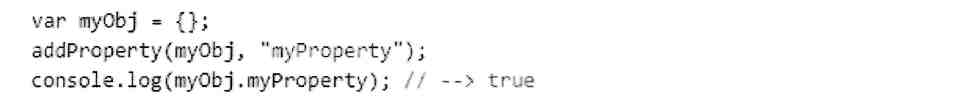 var myObj = {};
addProperty(myObj, "myProperty");
console.log(myObj.myProperty); // --> true